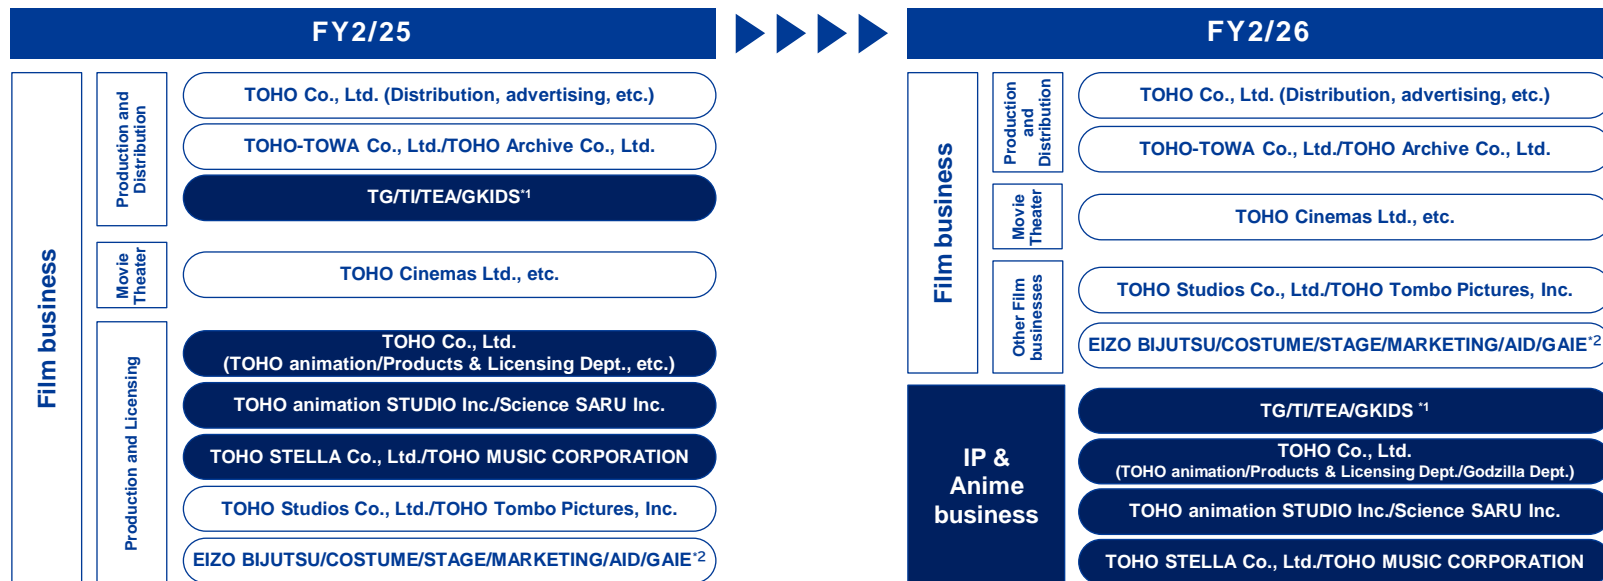 FY2/25
Film business
Production and
Distribution
TOHO Co., Ltd. (Distribution, advertising, etc.)
TOHO-TOWA Co., Ltd./TOHO Archive Co., Ltd.
TG/TI/TEA/GKIDS*1
Movie
Theater
TOHO Cinemas Ltd., etc.
Production and Licensing
TOHO Co., Ltd.
(TOHO animation/Products & Licensing Dept., etc.)
TOHO animation STUDIO Inc./Science SARU Inc.
TOHO STELLA Co., Ltd./TOHO MUSIC CORPORATION
TOHO Studios Co., Ltd./TOHO Tombo Pictures, Inc.
EIZO BIJUTSU/COSTUME/STAGE/MARKETING/AID/GAIE*2
FY2/26
Film business
Production
and
Distribution
TOHO Co., Ltd. (Distribution, advertising, etc.)
TOHO-TOWA Co., Ltd./TOHO Archive Co., Ltd.
Movie
Theater
TOHO Cinemas Ltd., etc.
Other Film
businesses
TOHO Studios Co., Ltd./TOHO Tombo Pictures, Inc.
EIZO BIJUTSU/COSTUME/STAGE/MARKETING/AID/GAIE*2
IP &
Anime
business
TG/TI/TEA/GKIDS *1
TOHO Co., Ltd.
(TOHO animation/Products & Licensing Dept./Godzilla Dept.)
TOHO animation STUDIO Inc./Science SARU Inc.
TOHO STELLA Co., Ltd./TOHO MUSIC CORPORATION